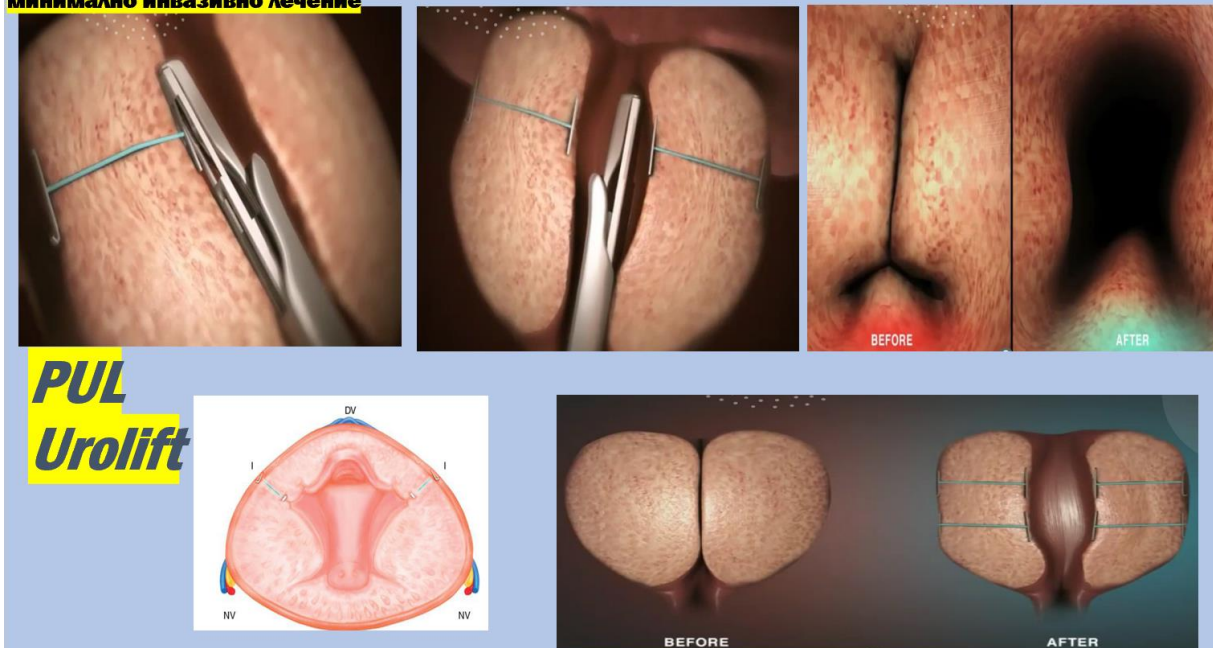 Минимално инвазивно лечение
BEFORE
AFTER
PUL
Urolift
DV
I
I
NV
NV
BEFORE
AFTER